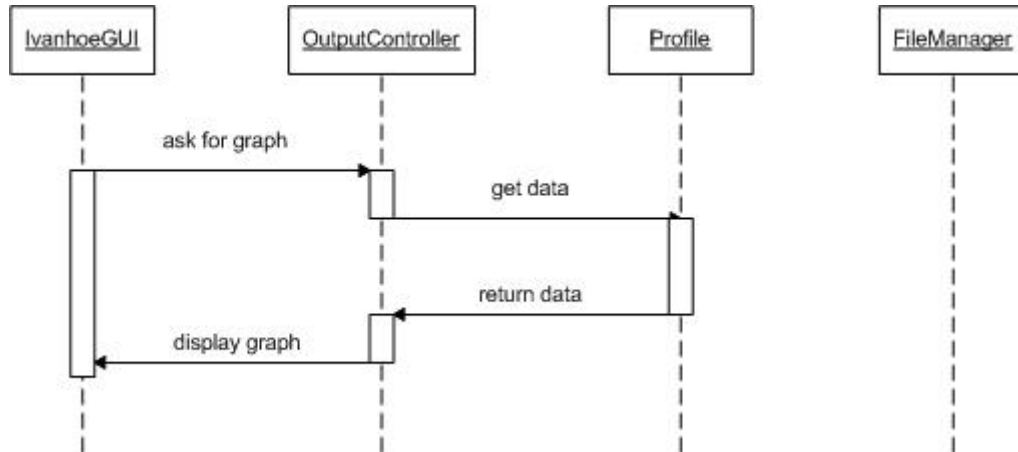 IvanhoeGUI
OutputController
Profile
FileManager
ask for graph
get data
return data
display graph